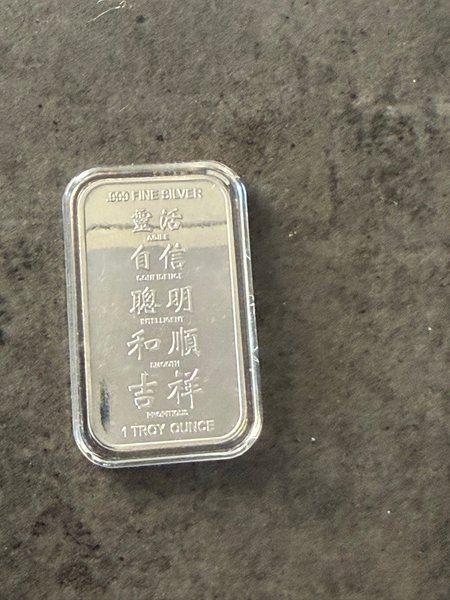 .999 FINE SILVER
靈活
AGILE
自信
CONFIDENCE
聰明
INTELLIGENT
和順
SMOOTH
吉祥
PROPITIOUS
1 TROY OUNCE